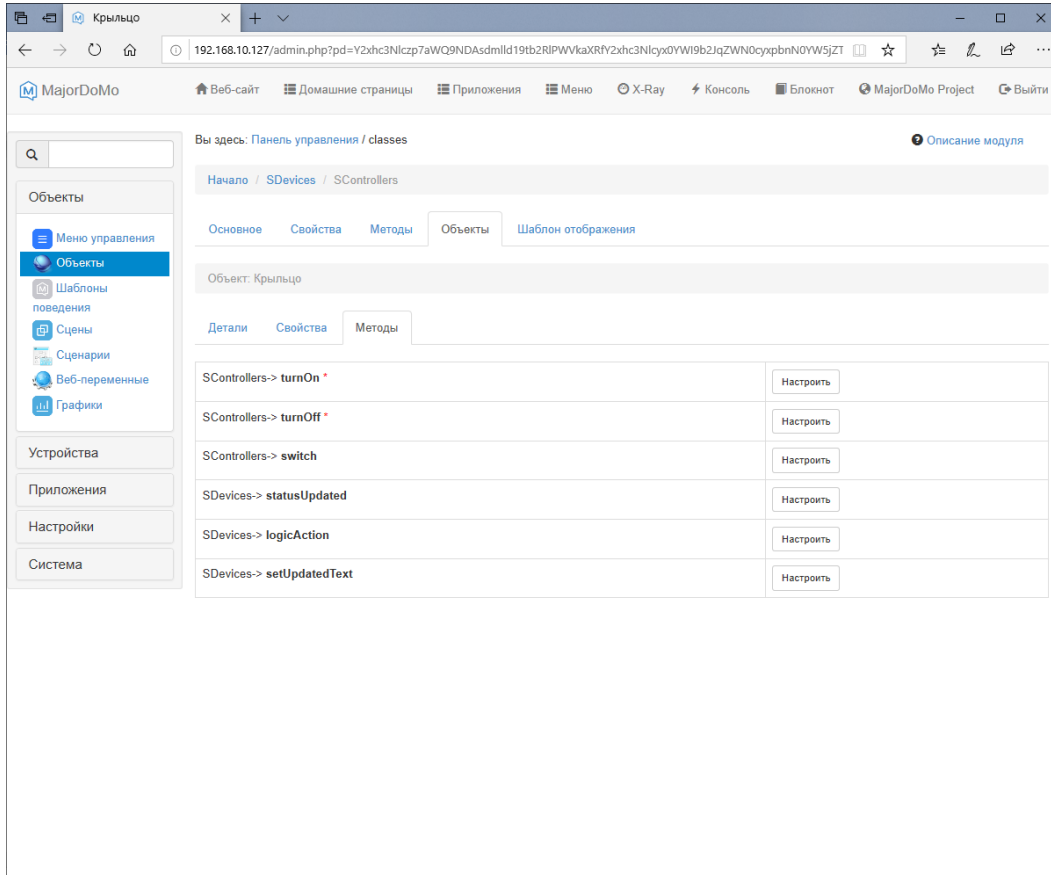 Крыльцо
192.168.10.127/admin.php?pd=Y2xhc3Nlczp7aWQ9NDAsdmlld19tb2RlPWVkaXRfY2xhc3Nlcyx0YWI9b2JqZWN0cyxpbnN0YW5jZT
MajorDoMo
Веб-сайт Домашние страницы Приложения Меню X-Ray Консоль Блокнот MajorDoMo Project Выйти
Вы здесь: Панель управления / classes
Описание модуля
Начало / SDevices / SControllers
Объекты
Меню управления
Объекты
Шаблоны
поведения
Сцены
Сценарии
Веб-переменные
Графики
Устройства
Приложения
Настройки
Система
Основное Свойства Методы Объекты Шаблон отображения
Объект: Крыльцо
Детали Свойства Методы
SControllers-> turnOn * Настроить
SControllers-> turnOff * Настроить
SControllers-> switch Настроить
SDevices-> statusUpdated Настроить
SDevices-> logicAction Настроить
SDevices-> setUpdatedText Настроить